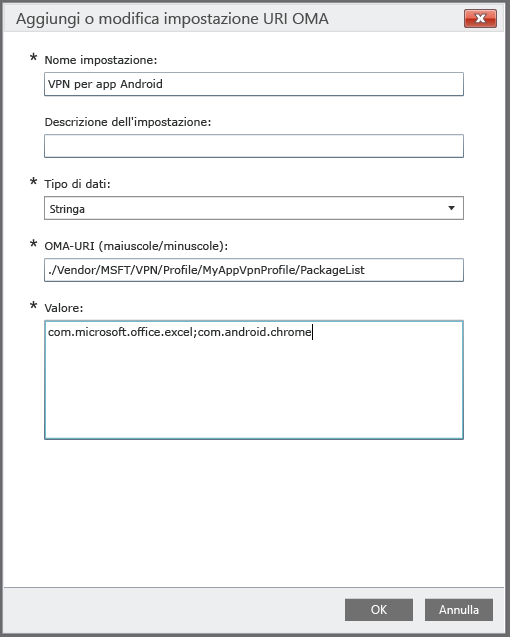 Aggiungi o modifica impostazione URI OMA
* Nome impostazione:
VPN per app Android
Descrizione dell'impostazione:
* Tipo di dati:
Stringa
* OMA-URI (maiuscole/minuscole):
./Vendor/MSFT/VPN/Profile/MyAppVpnProfile/PackageList
* Valore:
com.microsoft.office.excel;com.android.chrome
OK Annulla